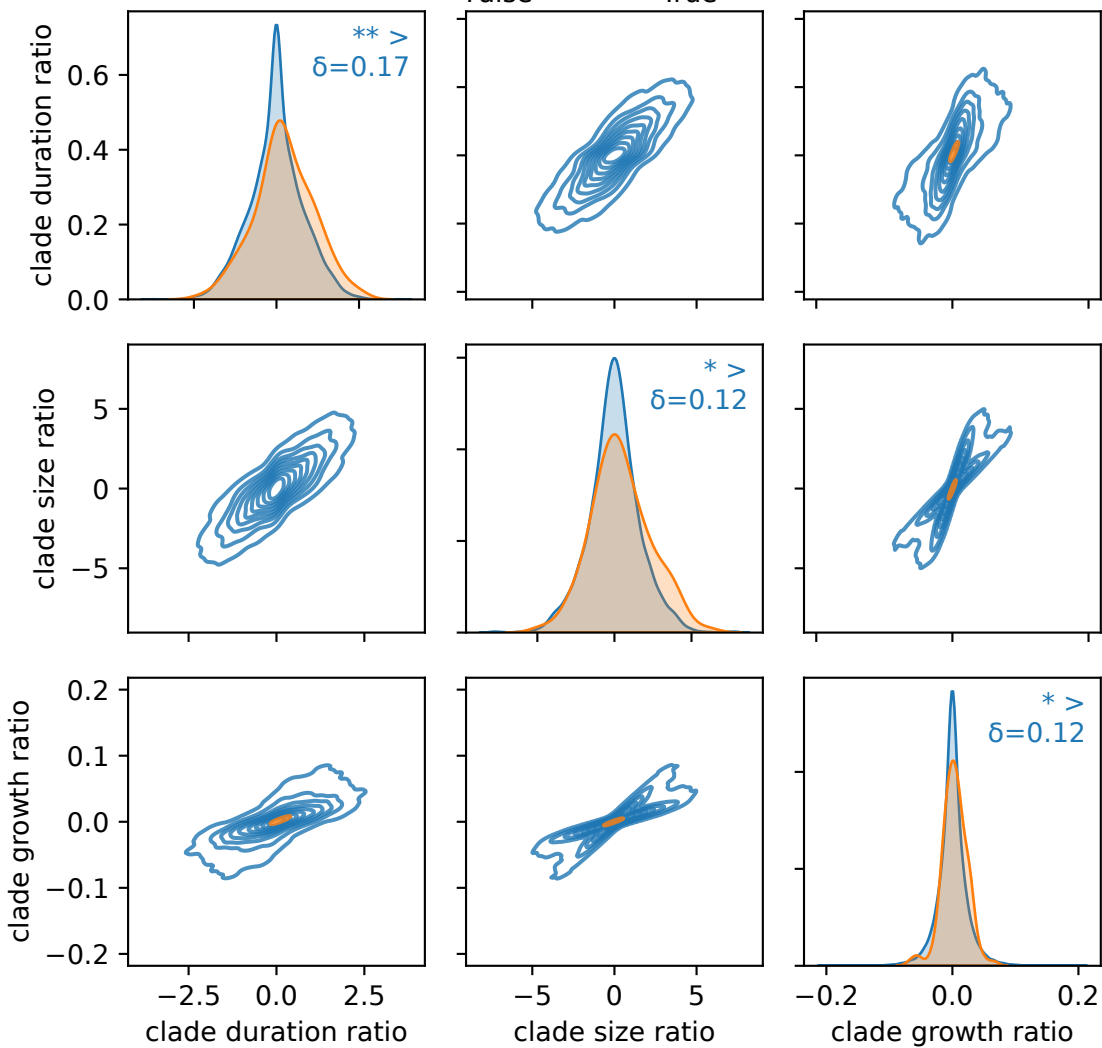 clade duration ratio
0.6
0.4
0.2
0.0
** >
δ=0.17
clade size ratio
5
0
−5
* >
δ=0.12
clade growth ratio
0.2
0.1
0.0
−0.1
−0.2
* >
δ=0.12
−2.5 0.0 2.5
clade duration ratio
−5 0 5
clade size ratio
−0.2 0.0 0.2
clade growth ratio